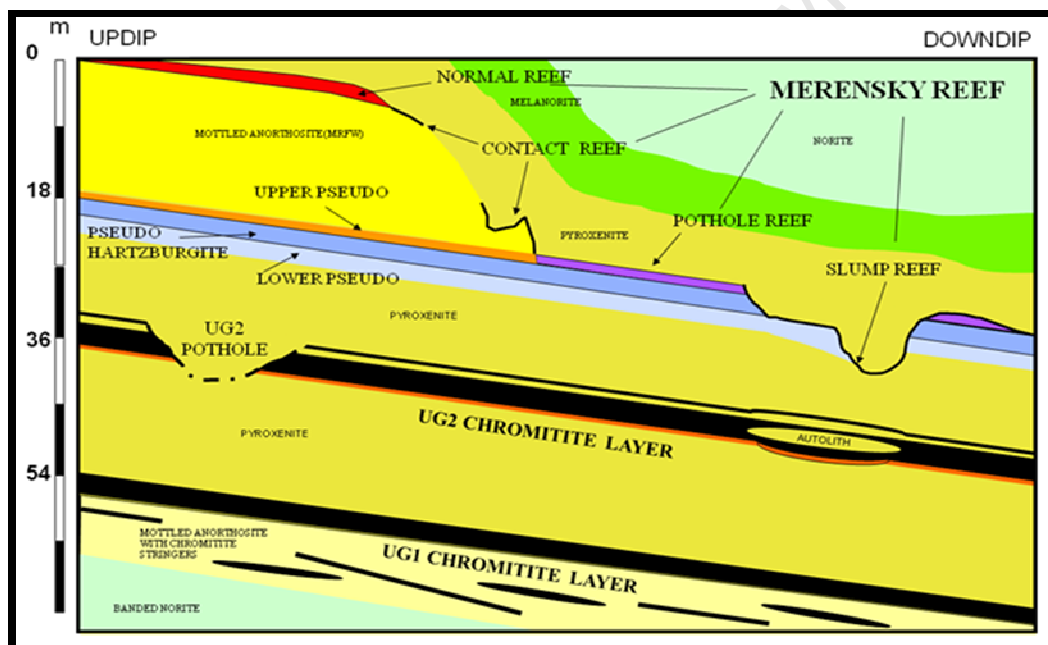 m
UPDIP
DOWNDIP
0
NORMAL REEF
MERENSKY REEF
MELANORITE
MOTTLED ANORTHOSITE(MRFW)
CONTACT REEF
NORITE
18
UPPER PSEUDO
POTHOLE REEF
PSEUDO
HARTZBURGITE
PYROXENITE
LOWER PSEUDO
SLUMP REEF
PYROXENITE
36
UG2
POTHOLE
UG2 CHROMITITE LAYER
AUTOLITH
PYROXENITE
54
MOTTLED ANORTHOSITE
WITH CHROMITITE
STRINGERS
UG1 CHROMITITE LAYER
BANDED NORITE